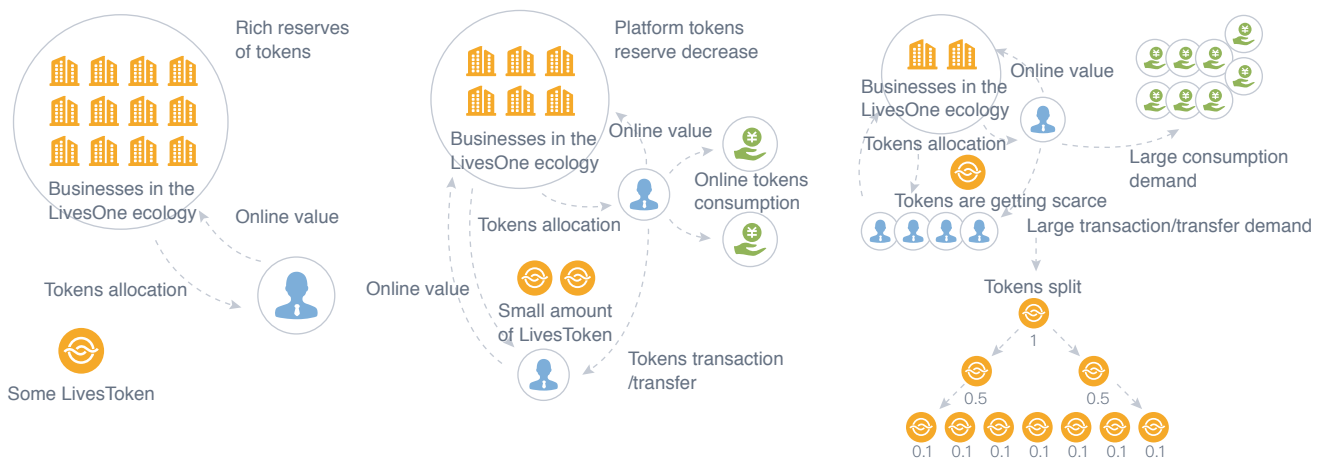 Rich reserves
of tokens
Businesses in the
LivesOne ecology
Online value
Tokens allocation
Some LivesToken
Platform tokens
reserve decrease
Businesses in the
LivesOne ecology
Online value
¥
Online tokens
consumption
¥
Tokens allocation
Online value
Small amount
of LivesToken
Tokens transaction
/transfer
Businesses in the
LivesOne ecology
Online value
¥
¥ ¥ ¥
¥
¥ ¥ ¥
Tokens allocation
Large consumption
demand
Tokens are getting scarce
Large transaction/transfer demand
Tokens split
1
0.5 0.5
0.1 0.1 0.1 0.1 0.1 0.1 0.1